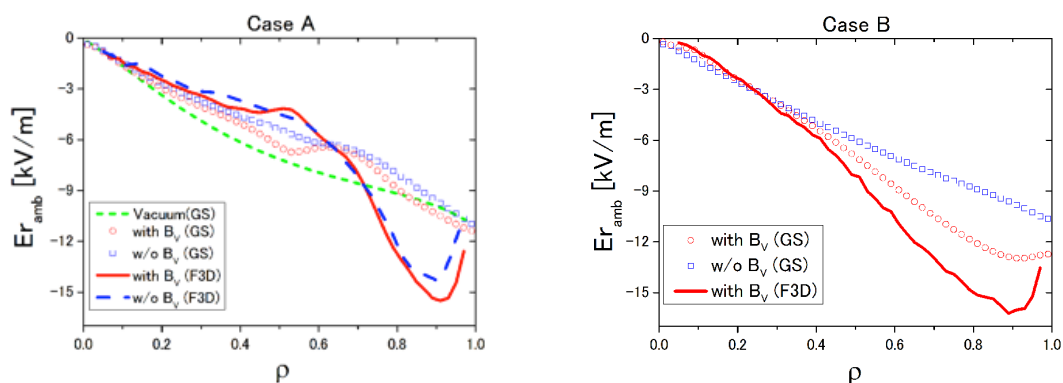 Case A
0
-3
-6
-9
-12
-15
Er_amb [kV/m]
Vacuum(GS)
with B_V (GS)
w/o B_V (GS)
with B_V (F3D)
w/o B_V (F3D)
0.0 0.2 0.4 0.6 0.8 1.0
ρ
Case B
0
-3
-6
-9
-12
-15
Er_amb [kV/m]
with B_V (GS)
w/o B_V (GS)
with B_V (F3D)
0.0 0.2 0.4 0.6 0.8 1.0
ρ